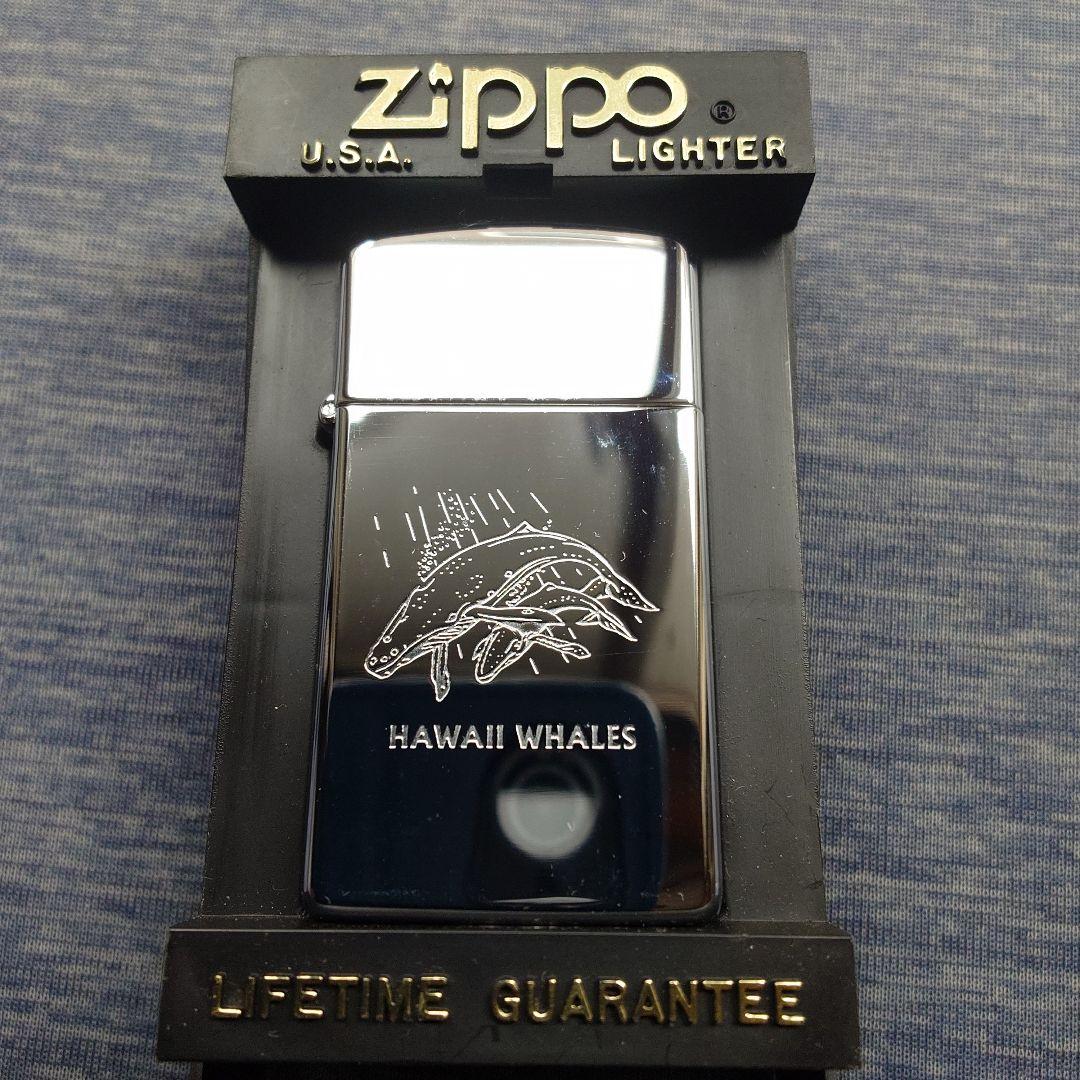 Zippo ®
U.S.A. LIGHTER
HAWAII WHALES
LIFETIME GUARANTEE